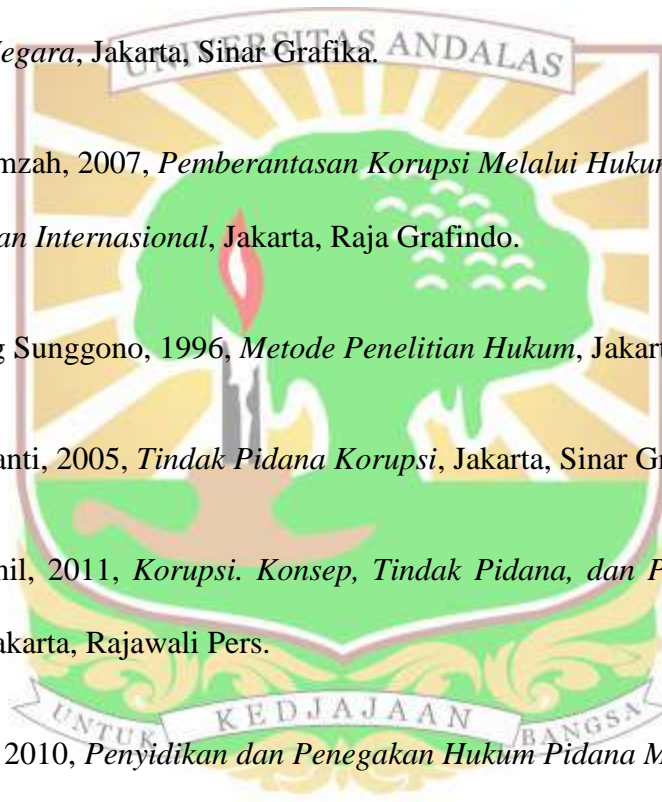 Negara, Jakarta, Sinar Grafika.
UNIVERSITAS ANDALAS
mzah, 2007, Pemberantasan Korupsi Melalui Hukum
an Internasional, Jakarta, Raja Grafindo.
g Sunggono, 1996, Metode Penelitian Hukum, Jakart
anti, 2005, Tindak Pidana Korupsi, Jakarta, Sinar Gr
nil, 2011, Korupsi. Konsep, Tindak Pidana, dan P
akarta, Rajawali Pers.
UNTUK KEDJAJAAN BANGSA
2010, Penyidikan dan Penegakan Hukum Pidana M